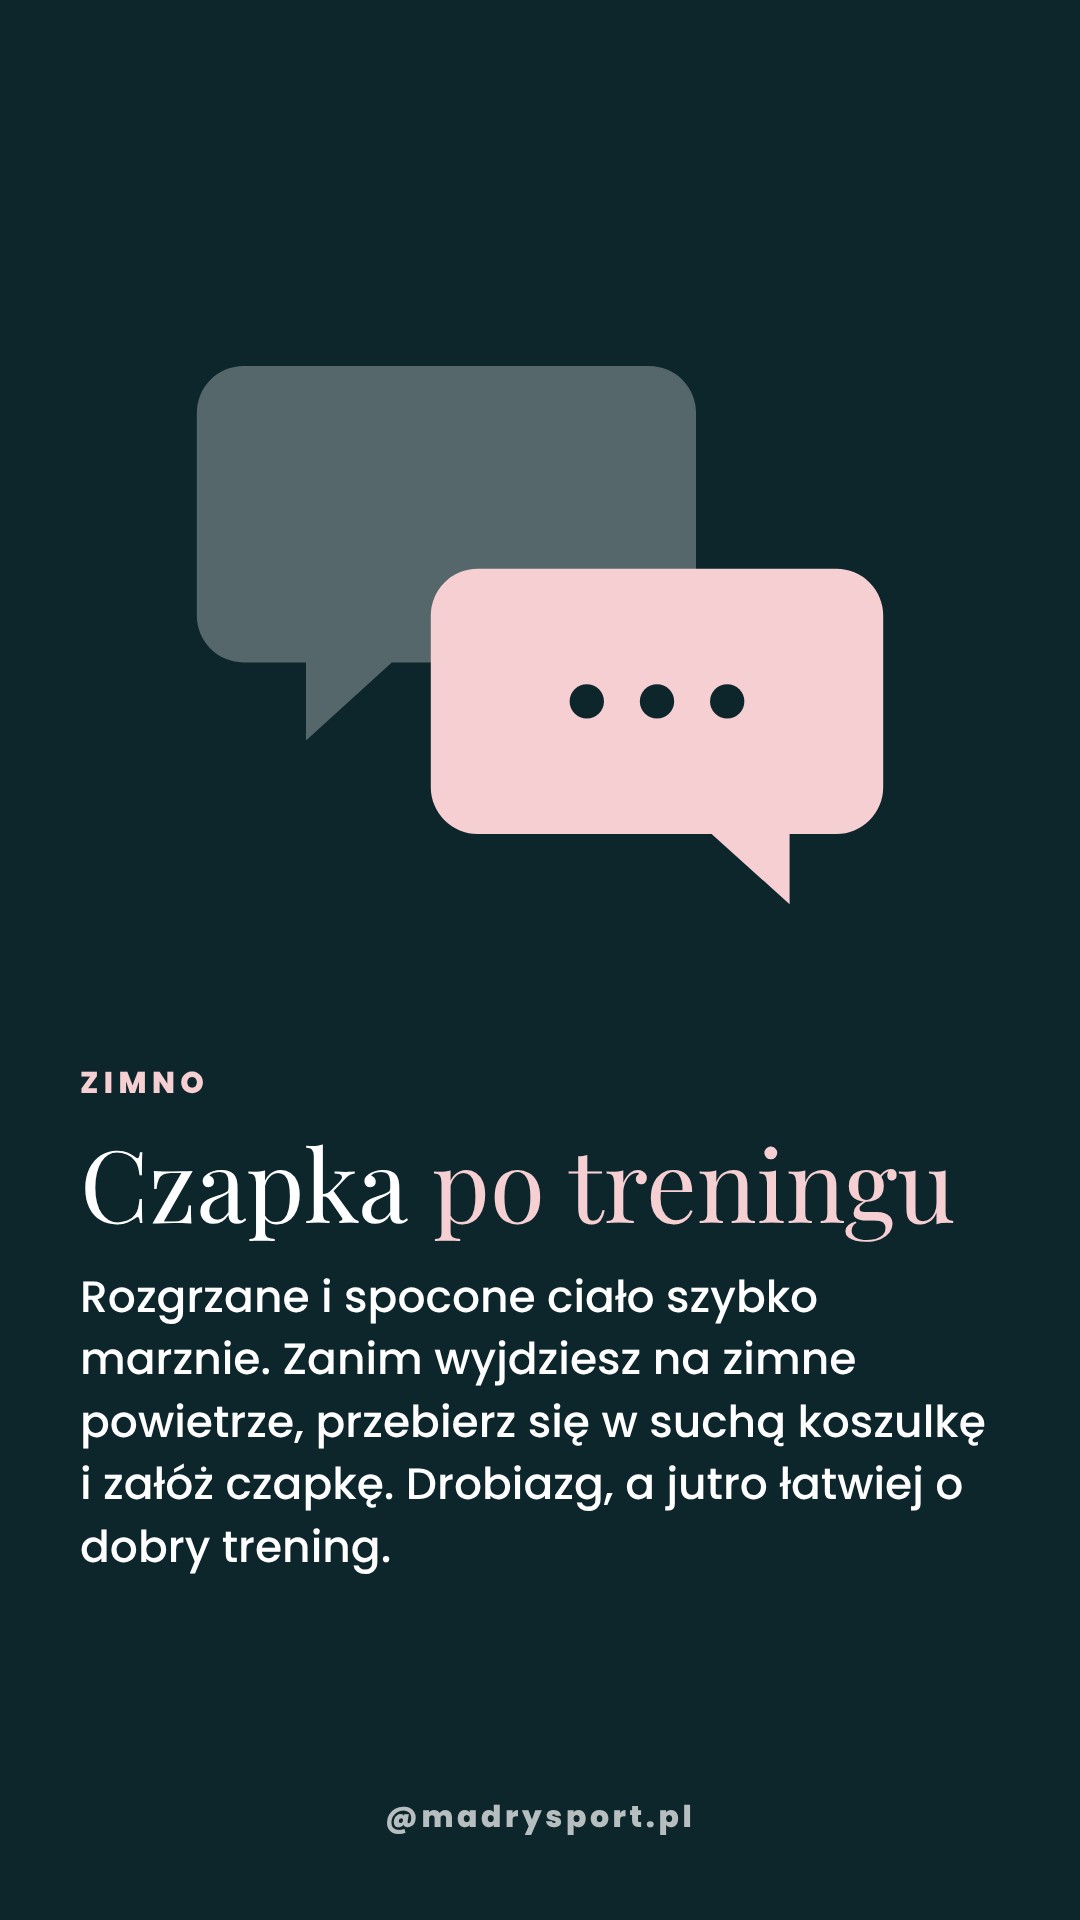 ZIMNO
Czapka po treningu
Rozgrzane i spocone ciało szybko
marznie. Zanim wyjdziesz na zimne
powietrze, przebierz się w suchą koszulkę
i załóż czapkę. Drobiazg, a jutro łatwiej o
dobry trening.
@madrysport.pl